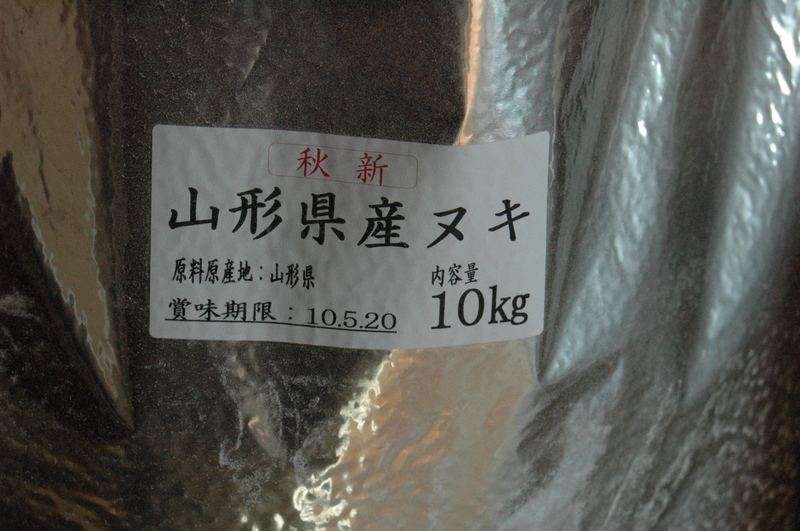 秋 新
山形県産ヌキ
原料原産地：山形県
内容量
賞味期限：10.5.20
10kg